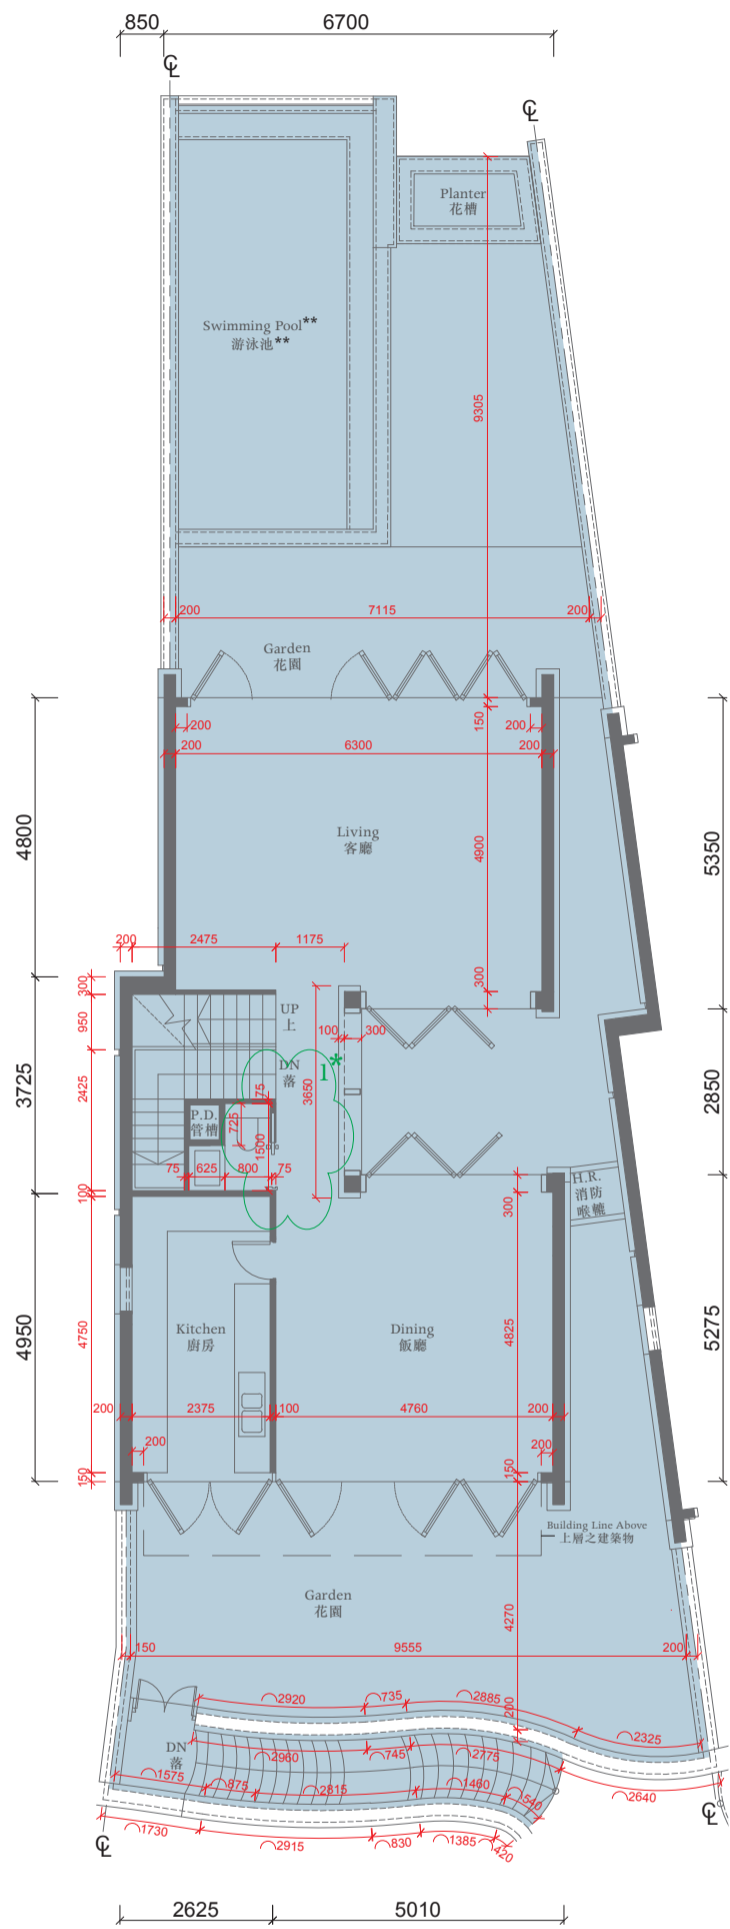 850
6700
℄
℄
Planter
花槽
Swimming Pool**
游泳池**
9305
200
7115
200
Garden
花園
200
150
200
200
6300
200
4800
5350
Living
客廳
4900
200
2475
1175
300
300
950
UP
上
100
300
1*
DN
落
3725
2425
3650
2850
75
P.D.
管槽
725
1500
75
625
800
75
100
H.R.
消防
喉轆
300
4950
4750
Kitchen
廚房
Dining
飯廳
4825
5275
200
2375
100
4760
200
200
200
150
150
Building Line Above
上層之建築物
Garden
花園
4270
150
9555
200
2920
735
2885
200
2325
DN
落
2960
745
2775
1575
875
2815
1460
540
2640
℄
1730
2915
830
1385
420
℄
2625
5010